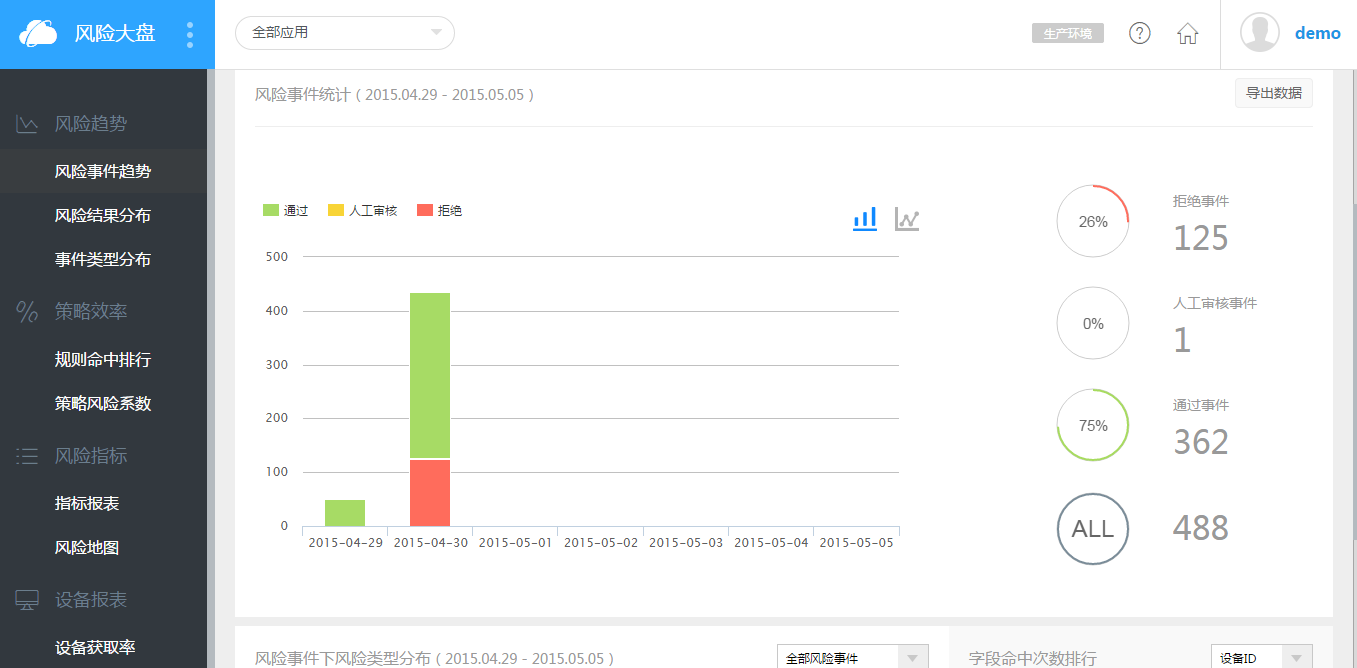 风险大盘
全部应用
生产环境
?
demo
风险趋势
风险事件趋势
风险结果分布
事件类型分布
策略效率
规则命中排行
策略风险系数
风险指标
指标报表
风险地图
设备报表
设备获取率
风险事件统计 ( 2015.04.29 - 2015.05.05 )
导出数据
通过 人工审核 拒绝
500
400
300
200
100
0
2015-04-29 2015-04-30 2015-05-01 2015-05-02 2015-05-03 2015-05-04 2015-05-05
26%
拒绝事件
125
0%
人工审核事件
1
75%
通过事件
362
ALL
488
风险事件下风险类型分布 ( 2015.04.29 - 2015.05.05 )
全部风险事件
字段命中次数排行
设备ID